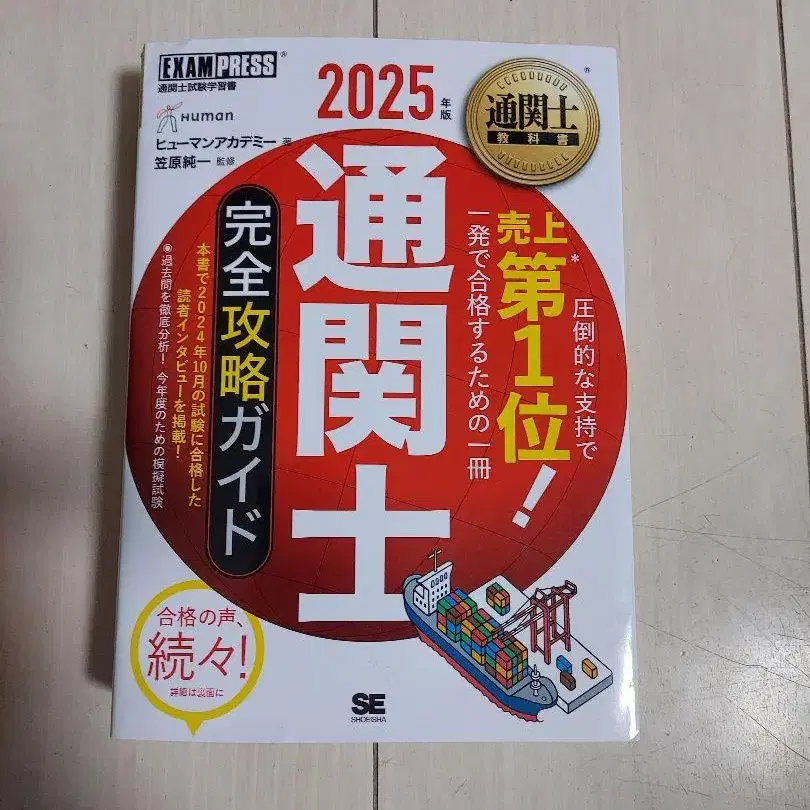 EXAMPRESS®
通関士試験学習書
Human
ヒューマンアカデミー 著
笠原純一 監修
2025年版
通関士®
教科書
圧倒的な支持で
売上*第1位!
一発で合格するための一冊
通関士
完全攻略ガイド
本書で2024年10月の試験に合格した
読者インタビューを掲載!
◉過去問を徹底分析! 今年度のための模擬試験
合格の声、
続々!
詳細は裏面に
SE
SHOEISHA